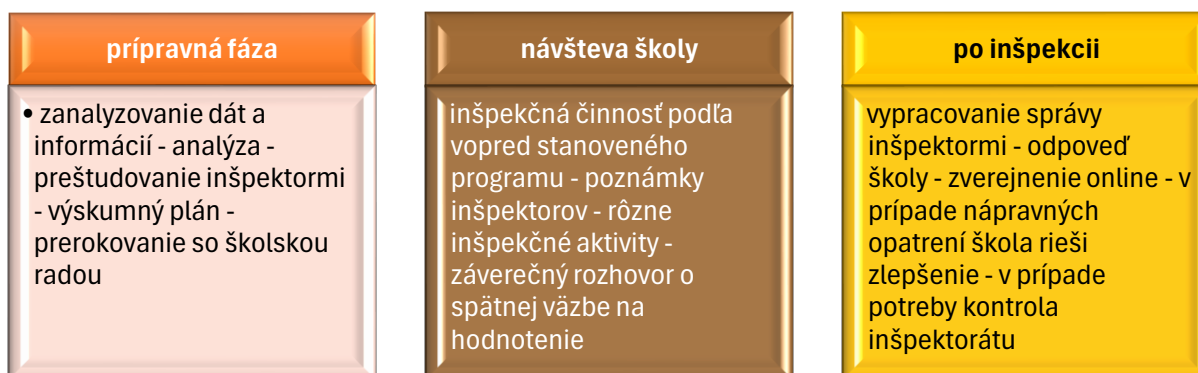 prípravná fáza
• zanalyzovanie dát a
informácií - analýza -
preštudovanie inšpektormi
- výskumný plán -
prerokovanie so školskou
radou
návšteva školy
inšpekčná činnosť podľa
vopred stanoveného
programu - poznámky
inšpektorov - rôzne
inšpekčné aktivity -
záverečný rozhovor o
spätnej väzbe na
hodnotenie
po inšpekcii
vypracovanie správy
inšpektormi - odpoveď
školy - zverejnenie online - v
prípade nápravných
opatrení škola rieši
zlepšenie - v prípade
potreby kontrola
inšpektorátu